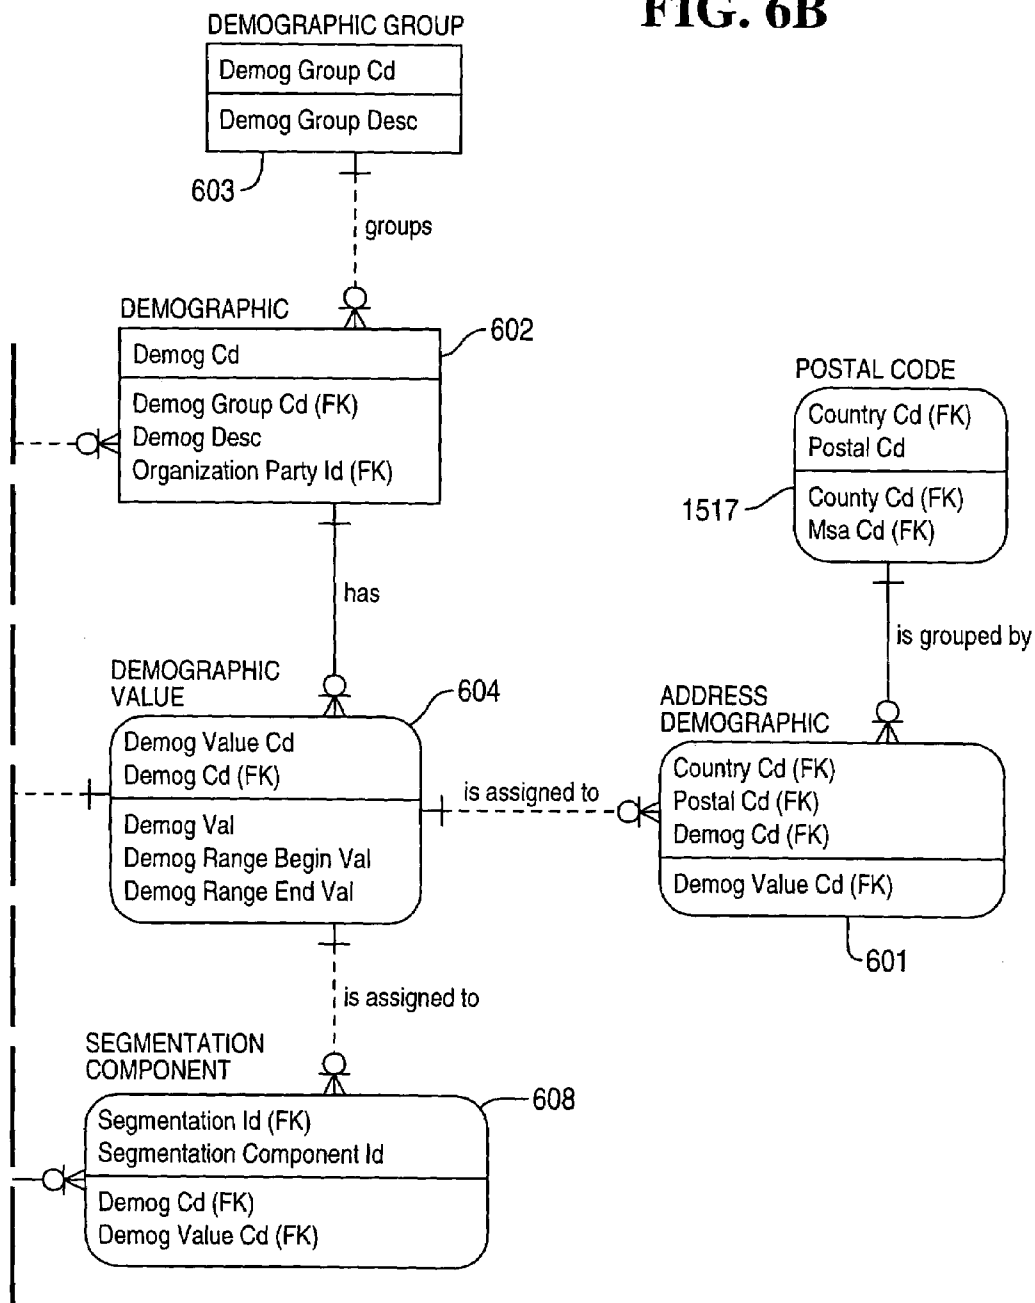 FIG. 6B
DEMOGRAPHIC GROUP
Demog Group Cd
Demog Group Desc
603
groups
DEMOGRAPHIC
602
Demog Cd
Demog Group Cd (FK)
Demog Desc
Organization Party Id (FK)
POSTAL CODE
Country Cd (FK)
Postal Cd
County Cd (FK)
Msa Cd (FK)
1517
has
is grouped by
DEMOGRAPHIC
VALUE
604
Demog Value Cd
Demog Cd (FK)
Demog Val
Demog Range Begin Val
Demog Range End Val
is assigned to
ADDRESS
DEMOGRAPHIC
Country Cd (FK)
Postal Cd (FK)
Demog Cd (FK)
Demog Value Cd (FK)
601
is assigned to
SEGMENTATION
COMPONENT
608
Segmentation Id (FK)
Segmentation Component Id
Demog Cd (FK)
Demog Value Cd (FK)